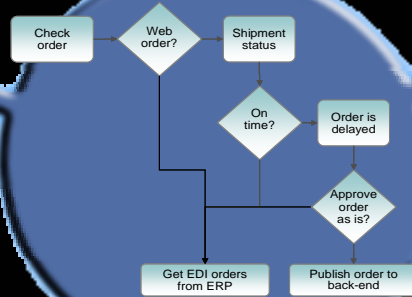 Check
order
Web
order?
Shipment
status
On
time?
Order is
delayed
Approve
order
as is?
Get EDI orders
from ERP
Publish order to
back-end